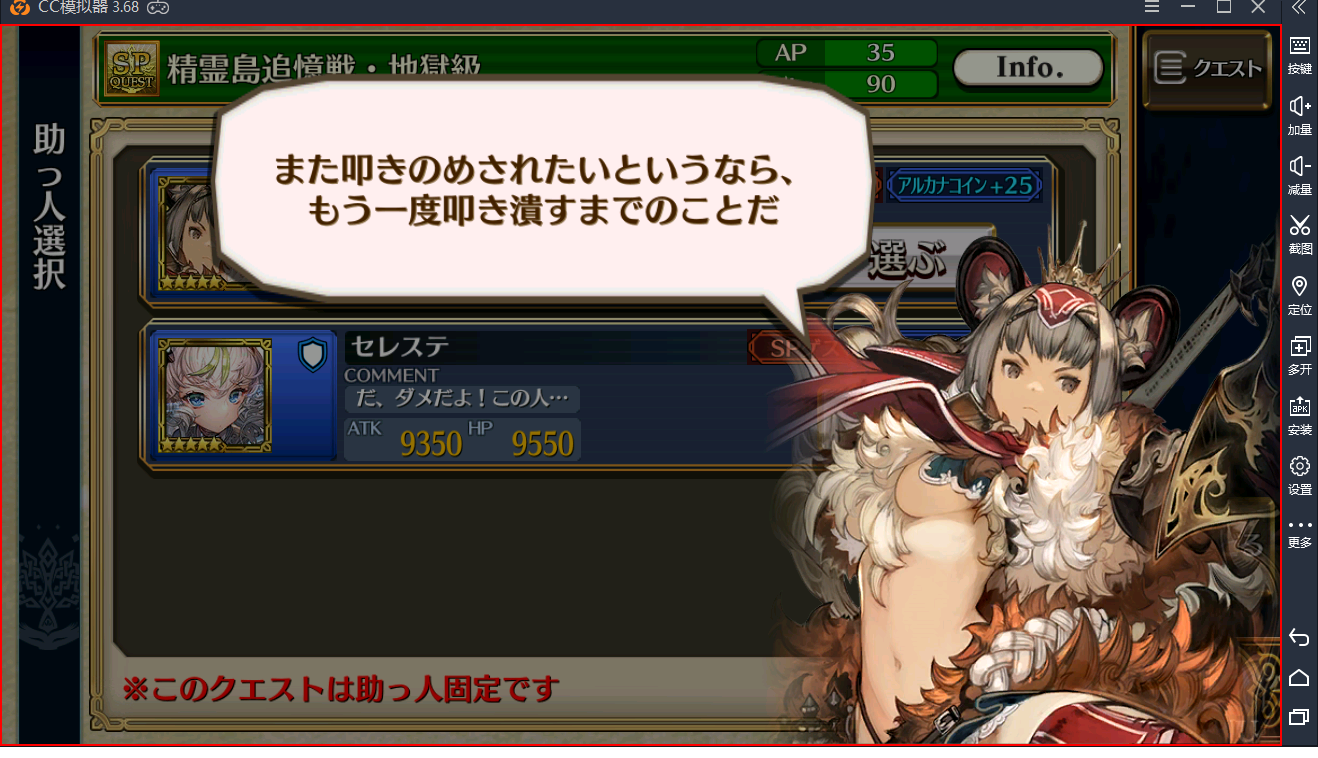 CC模拟器 3.68
SP
QUEST
精霊島追憶戦・地獄級
AP
35
90
Info.
クエスト
助っ人選択
また叩きのめされたいというなら、
もう一度叩き潰すまでのことだ
アルカナコイン+25
選ぶ
セレステ
SP
COMMENT
だ、ダメだよ！この人…
ATK
9350
HP
9550
※このクエストは助っ人固定です
按键
加量
减量
截图
定位
多开
APK
安装
设置
更多